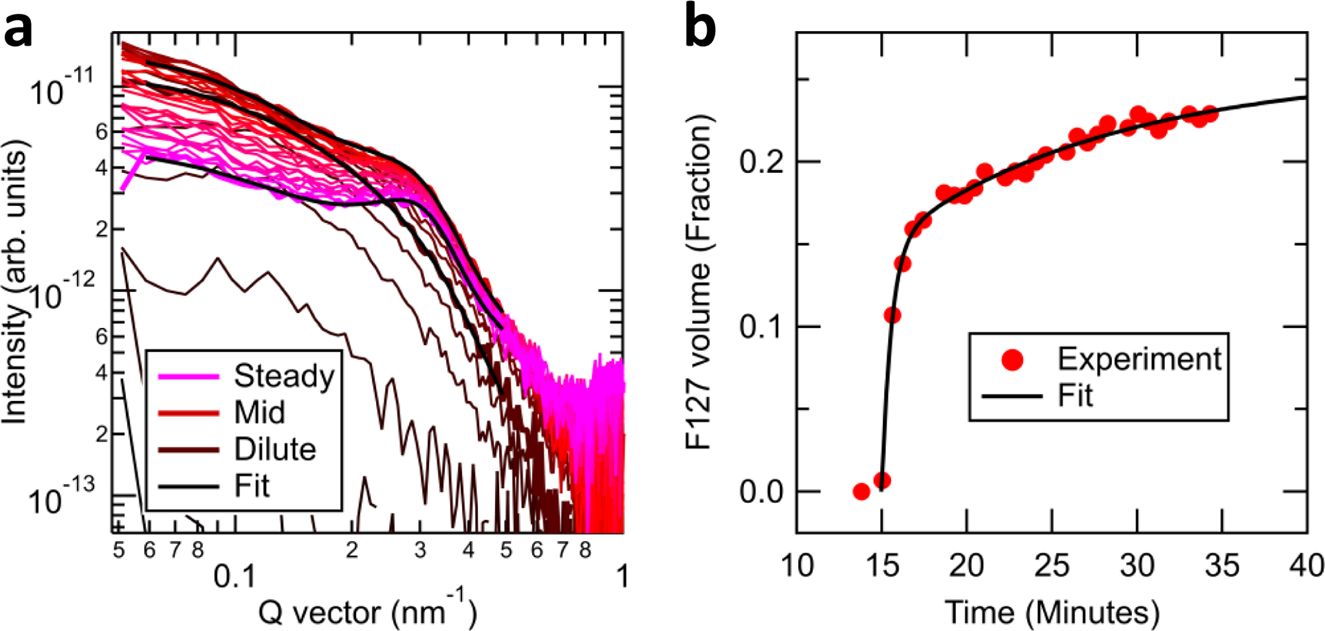 a
Intensity (arb. units)
10⁻¹¹
6
4
2
10⁻¹²
6
4
2
10⁻¹³
Steady
Mid
Dilute
Fit
5 6 7 8 2 3 4 5 6 7 8
0.1 1
Q vector (nm⁻¹)
b
F127 volume (Fraction)
0.2
0.1
0.0
Experiment
Fit
10 15 20 25 30 35 40
Time (Minutes)